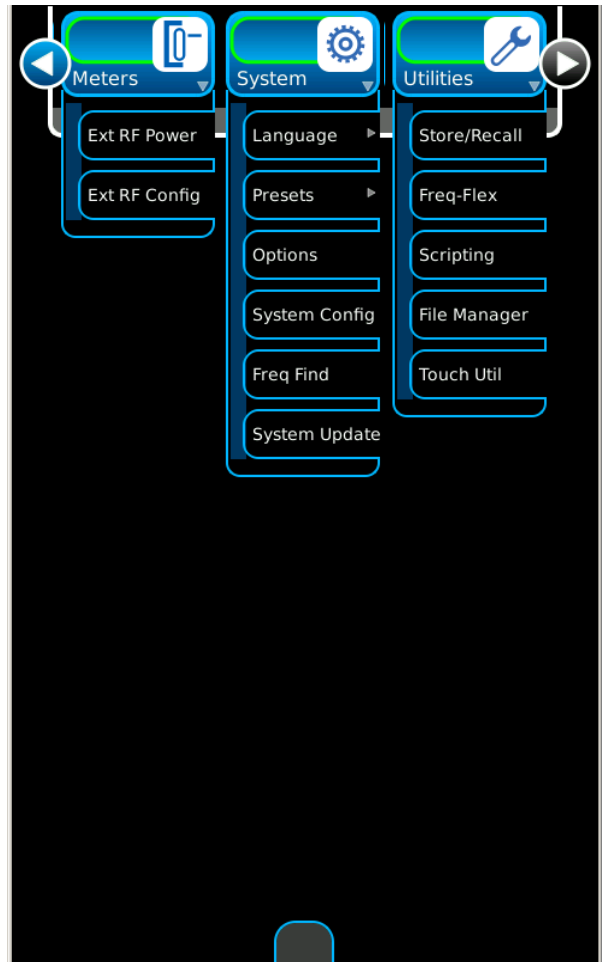 Meters
System
Utilities
Ext RF Power
Ext RF Config
Language
Presets
Options
System Config
Freq Find
System Update
Store/Recall
Freq-Flex
Scripting
File Manager
Touch Util